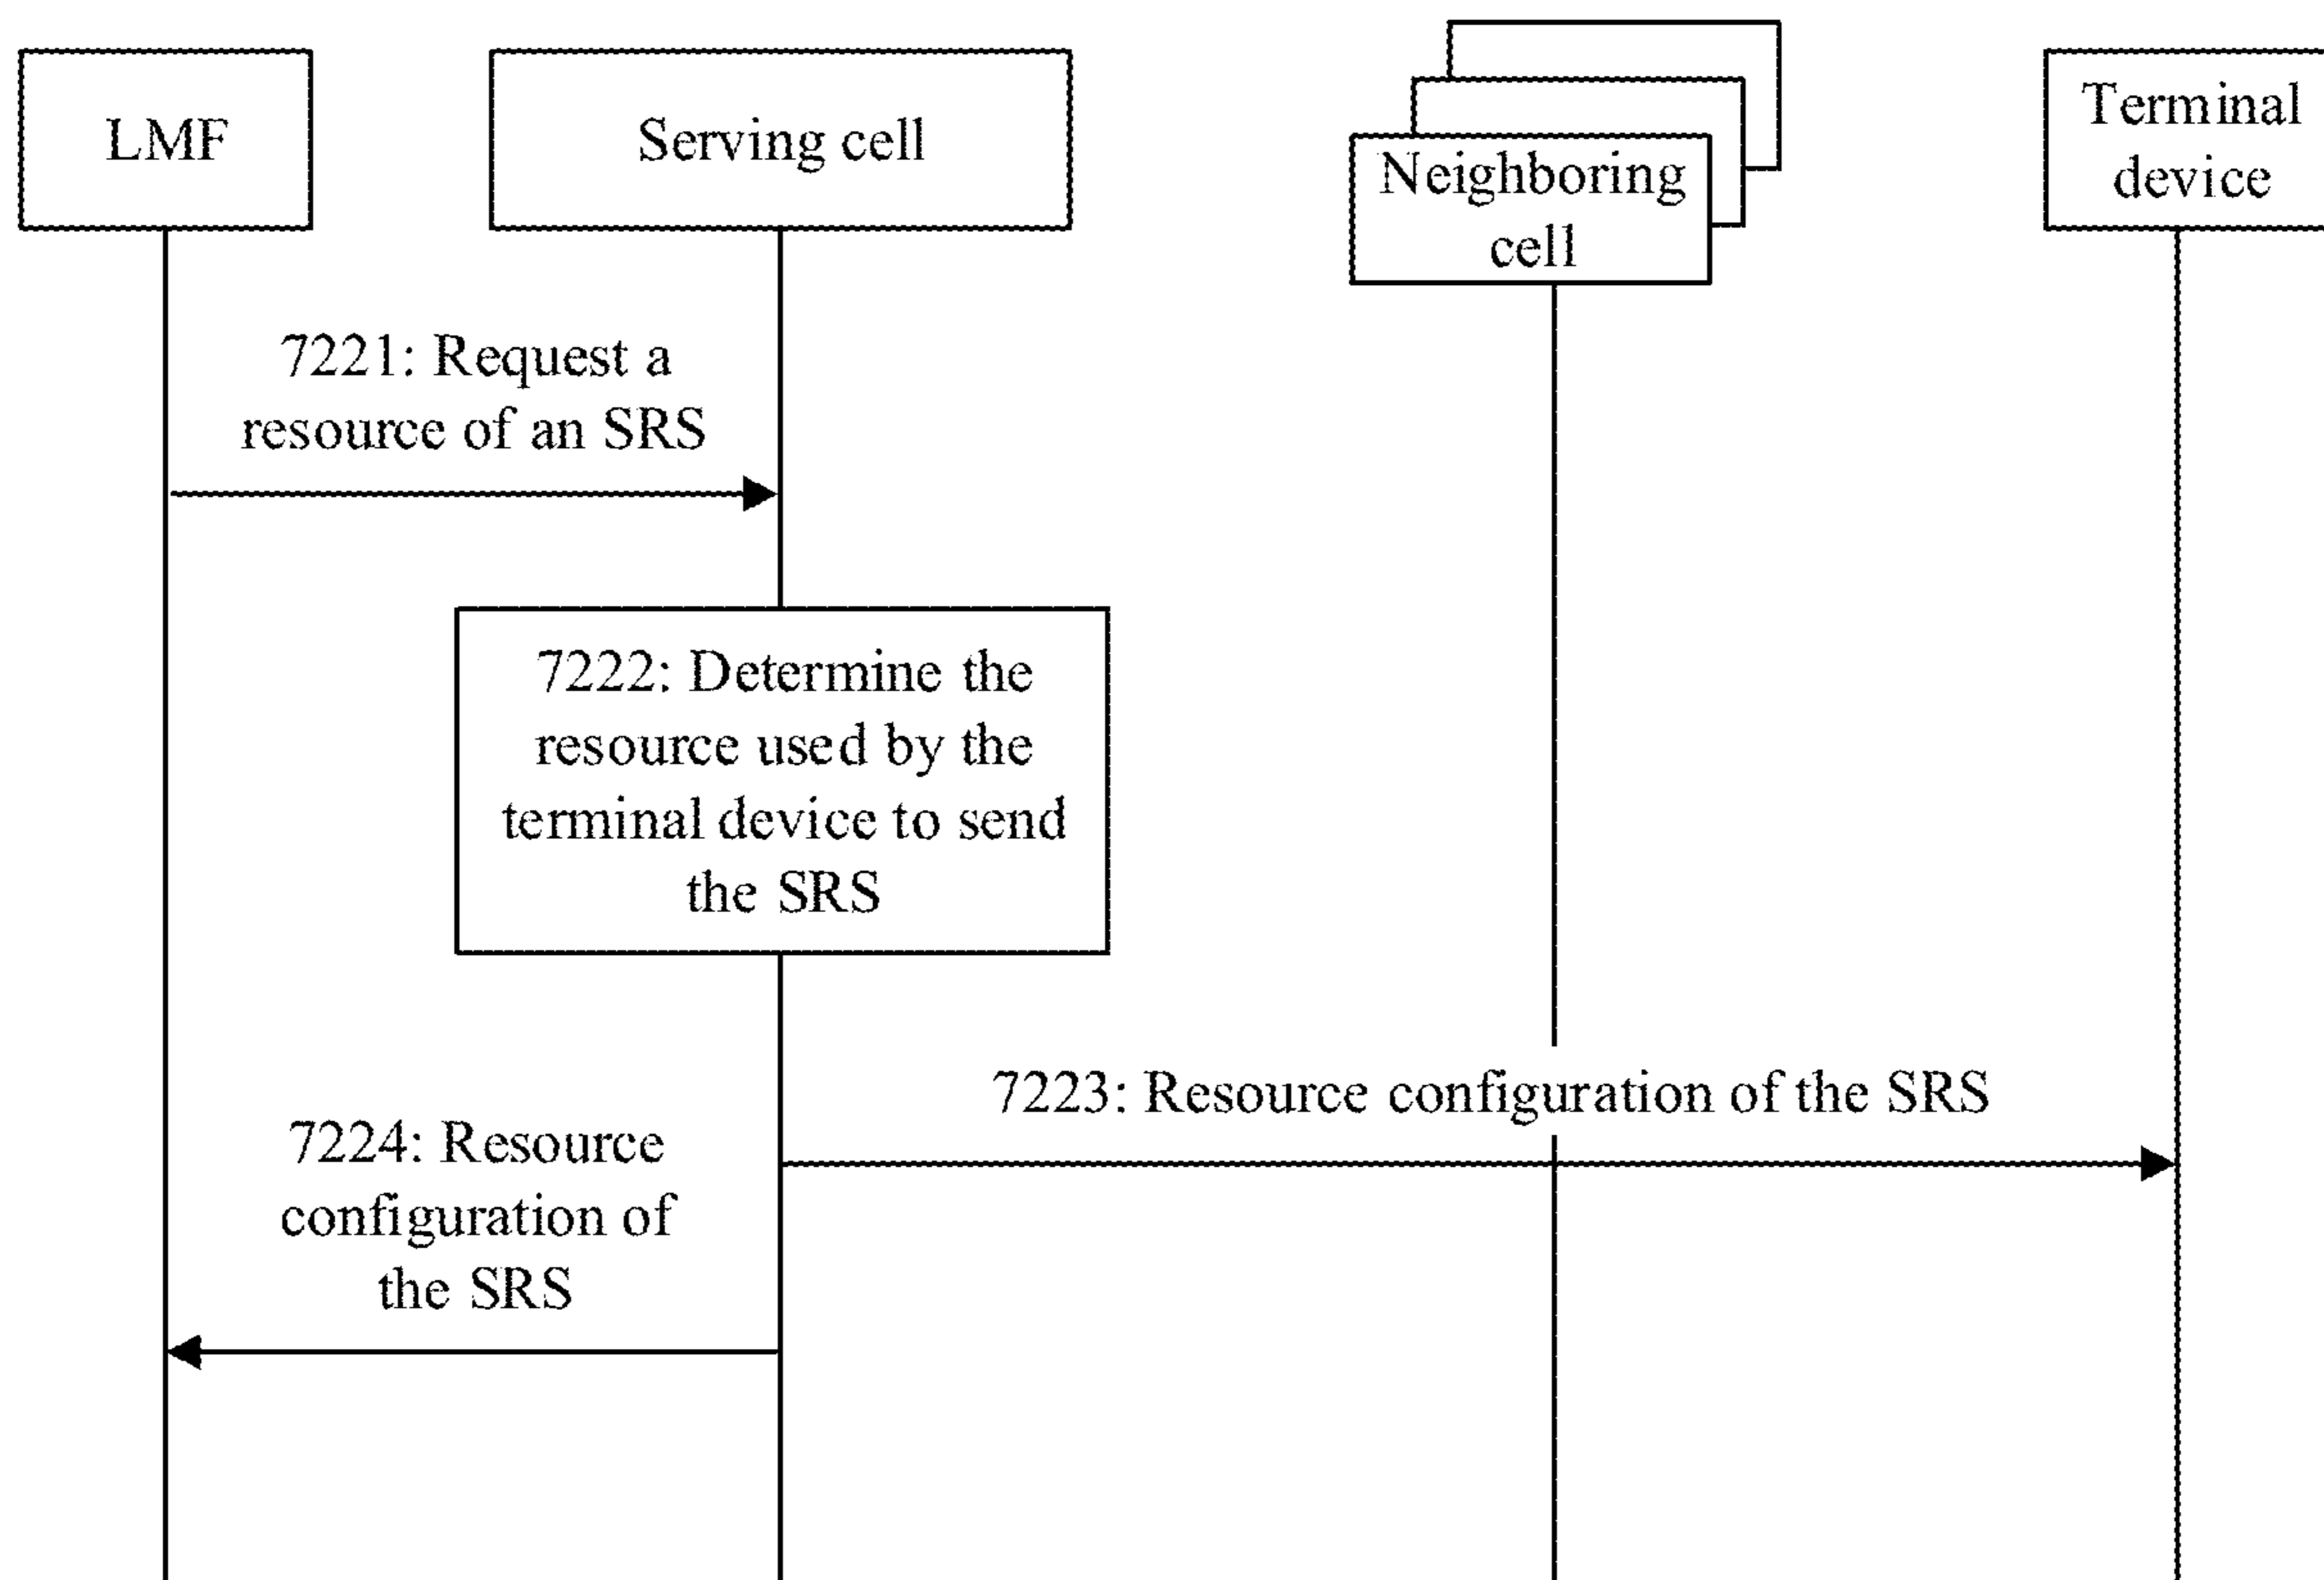 LMF
Serving cell
Neighboring
cell
Terminal
device
7221: Request a
resource of an SRS
7222: Determine the
resource used by the
terminal device to send
the SRS
7223: Resource configuration of the SRS
7224: Resource
configuration of
the SRS